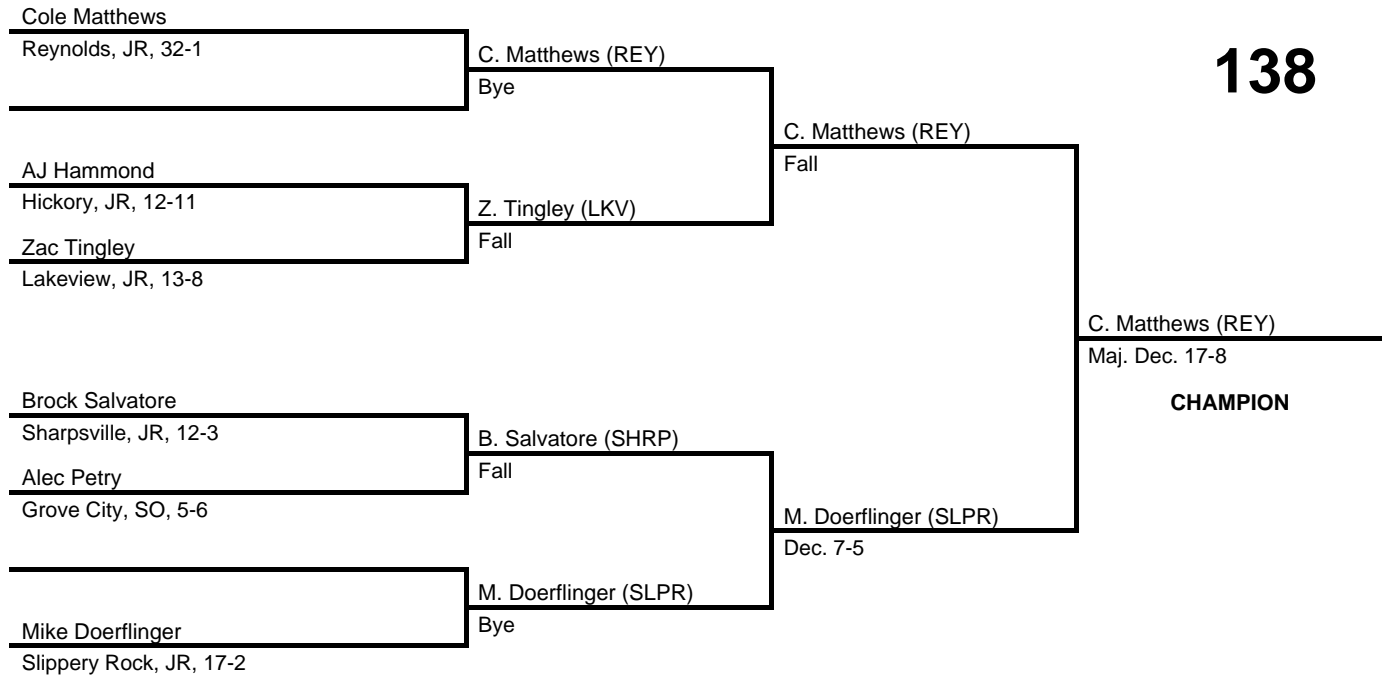 Cole Matthews
Reynolds, JR, 32-1
C. Matthews (REY)
Bye
138
C. Matthews (REY)
Fall
AJ Hammond
Hickory, JR, 12-11
Z. Tingley (LKV)
Fall
Zac Tingley
Lakeview, JR, 13-8
C. Matthews (REY)
Maj. Dec. 17-8
CHAMPION
Brock Salvatore
Sharpsville, JR, 12-3
B. Salvatore (SHRP)
Fall
Alec Petry
Grove City, SO, 5-6
M. Doerflinger (SLPR)
Dec. 7-5
M. Doerflinger (SLPR)
Bye
Mike Doerflinger
Slippery Rock, JR, 17-2